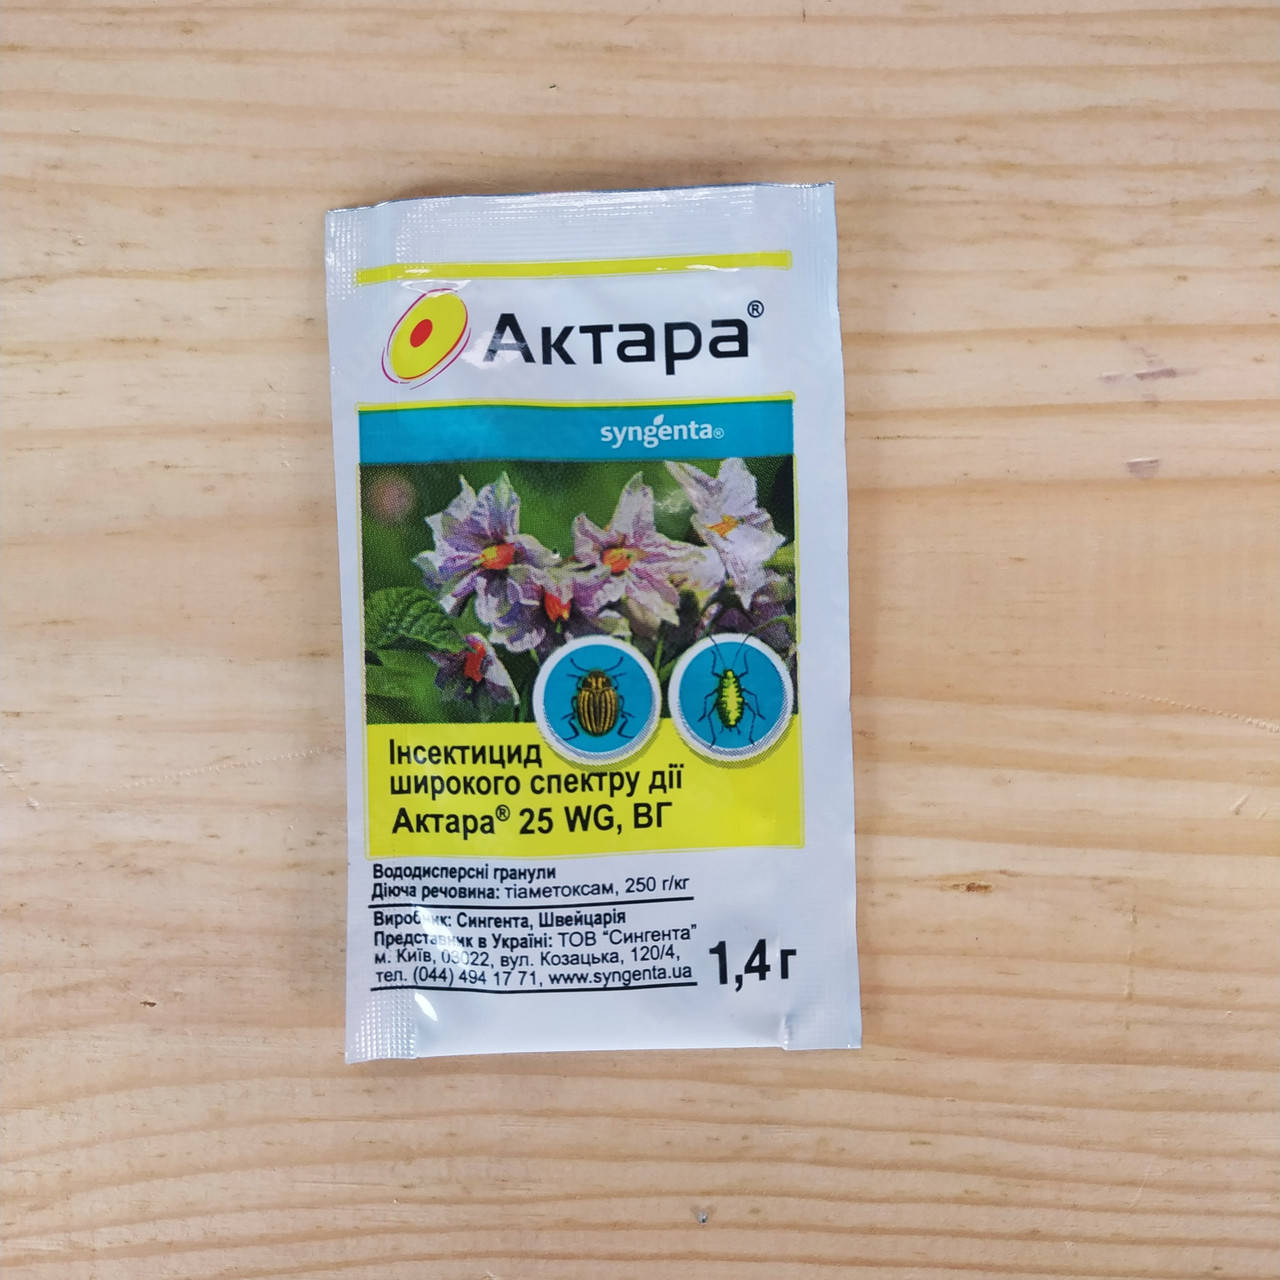 Актара®
syngenta®
Інсектицид
широкого спектру дії
Актара® 25 WG, ВГ
Вододисперсні гранули
Діюча речовина: тіаметоксам, 250 г/кг
Виробник: Сингента, Швейцарія
Представник в Україні: ТОВ “Сингента”
м. Київ, 03022, вул. Козацька, 120/4,
тел. (044) 494 17 71, www.syngenta.ua
1,4 г